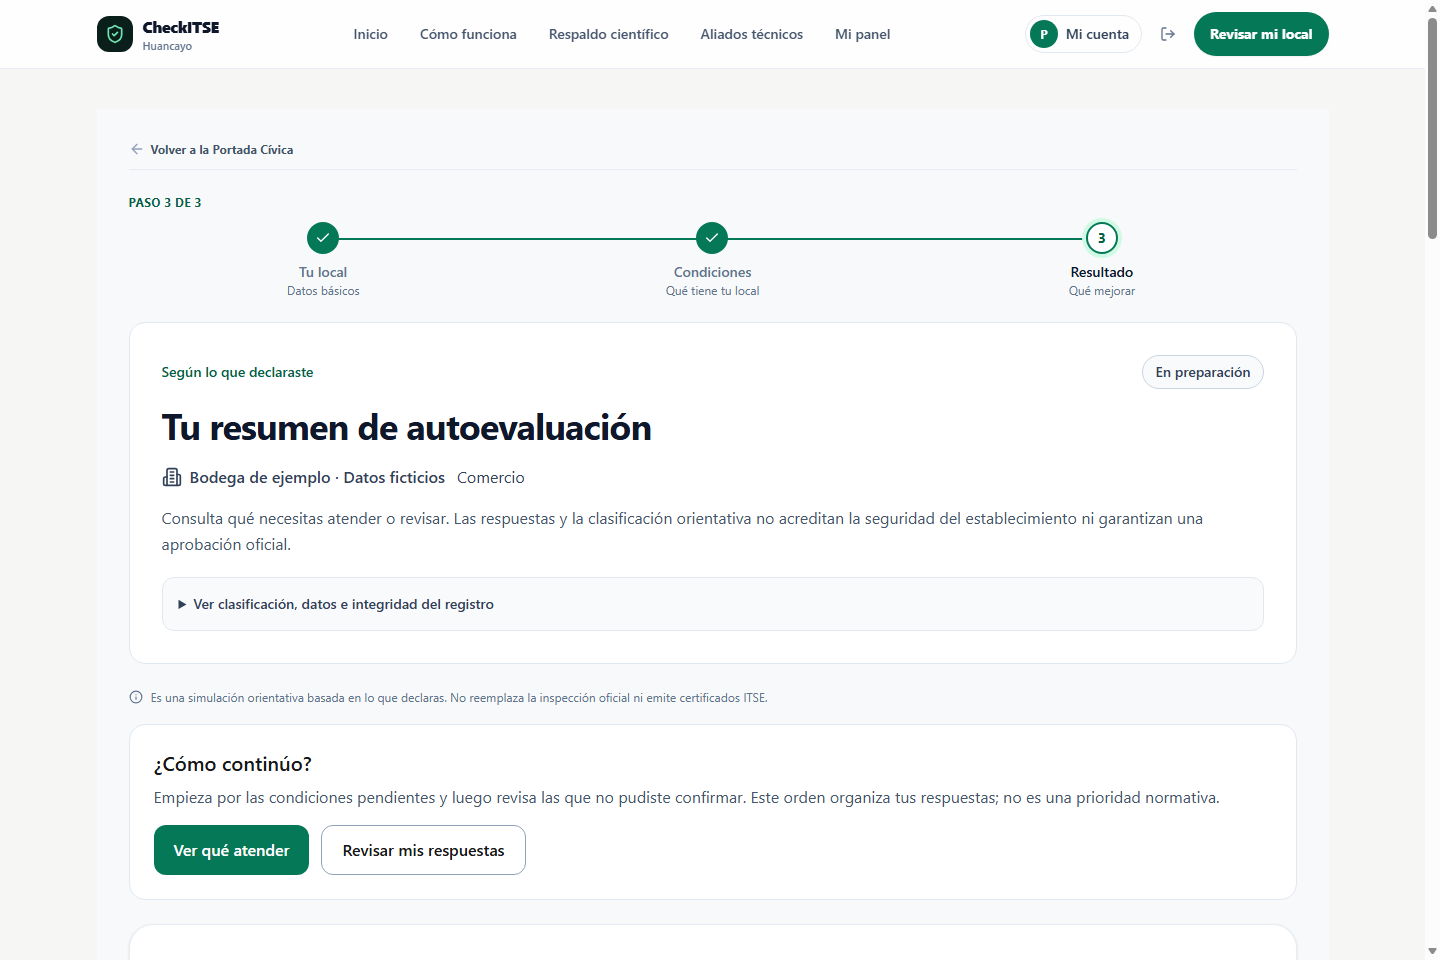 CheckITSE
Huancayo
Inicio
Cómo funciona
Respaldo científico
Aliados técnicos
Mi panel
P
Mi cuenta
Revisar mi local
Volver a la Portada Cívica
PASO 3 DE 3
3
Tu local
Condiciones
Resultado
Datos básicos
Qué tiene tu local
Qué mejorar
Según lo que declaraste
En preparación
Tu resumen de autoevaluación
Bodega de ejemplo · Datos ficticios Comercio
Consulta qué necesitas atender o revisar. Las respuestas y la clasificación orientativa no acreditan la seguridad del establecimiento ni garantizan una
aprobación oficial.
Ver clasificación, datos e integridad del registro
Es una simulación orientativa basada en lo que declaras. No reemplaza la inspección oficial ni emite certificados ITSE.
¿Cómo continúo?
Empieza por las condiciones pendientes y luego revisa las que no pudiste confirmar. Este orden organiza tus respuestas; no es una prioridad normativa.
Ver qué atender
Revisar mis respuestas